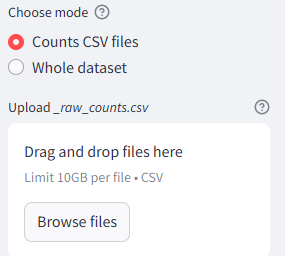 Choose mode
Counts CSV files
Whole dataset
Upload _raw_counts.csv
Drag and drop files here
Limit 10GB per file • CSV
Browse files